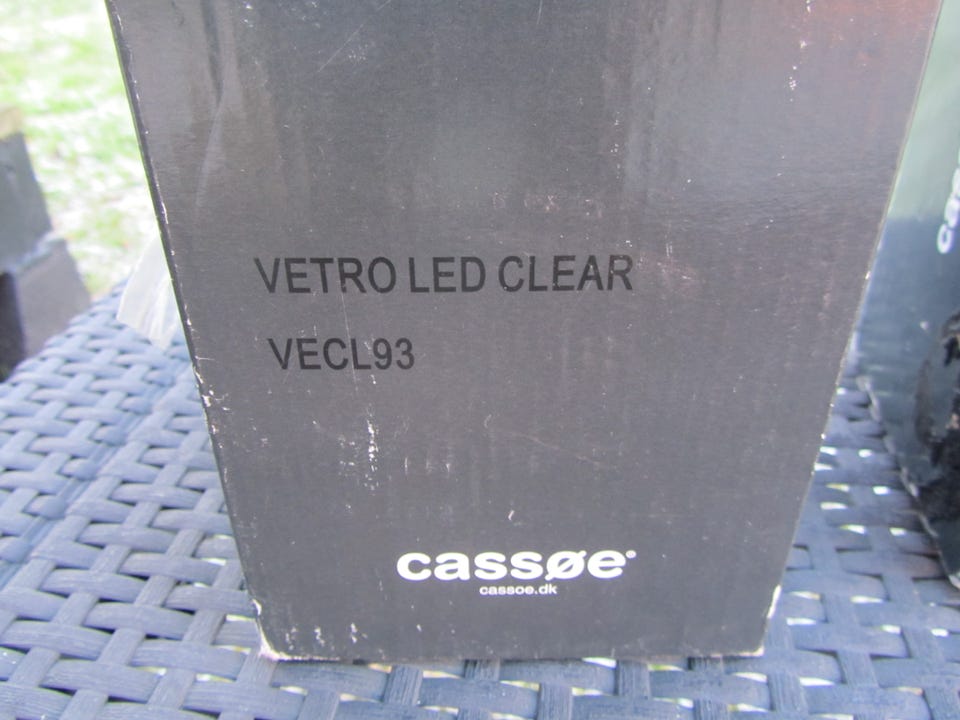 VETRO LED CLEAR
VECL93
cassøe
cassoe.dk